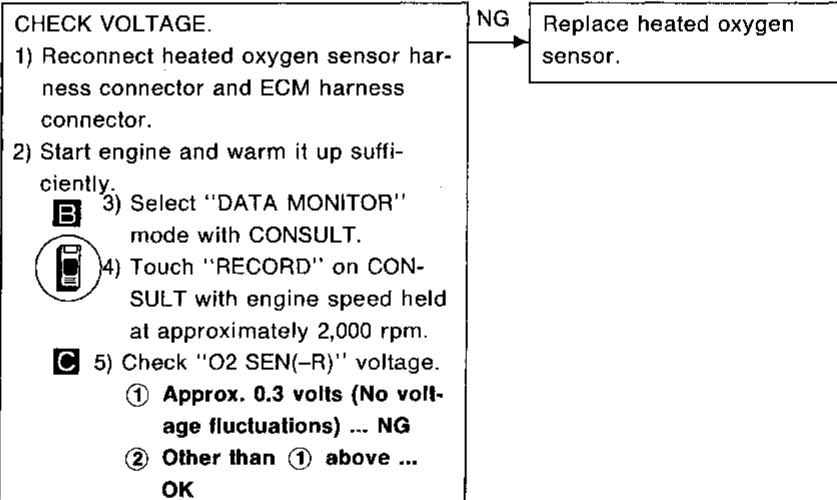 CHECK VOLTAGE.
1) Reconnect heated oxygen sensor har-
ness connector and ECM harness
connector.
2) Start engine and warm it up suffi-
ciently.
B 3) Select "DATA MONITOR"
mode with CONSULT.
4) Touch "RECORD" on CON-
SULT with engine speed held
at approximately 2,000 rpm.
C 5) Check "O2 SEN(–R)" voltage.
① Approx. 0.3 volts (No volt-
age fluctuations) ... NG
② Other than ① above ...
OK
NG
Replace heated oxygen
sensor.